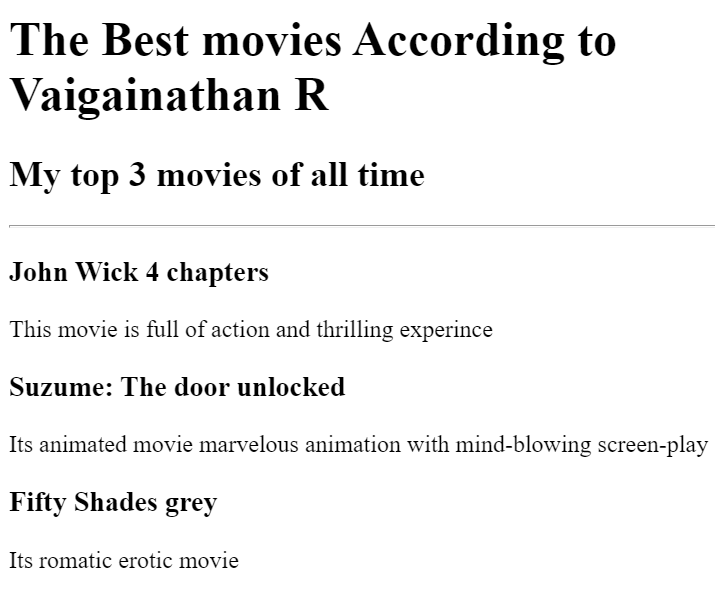 The Best movies According to
Vaigainathan R
My top 3 movies of all time
John Wick 4 chapters
This movie is full of action and thrilling experince
Suzume: The door unlocked
Its animated movie marvelous animation with mind-blowing screen-play
Fifty Shades grey
Its romatic erotic movie